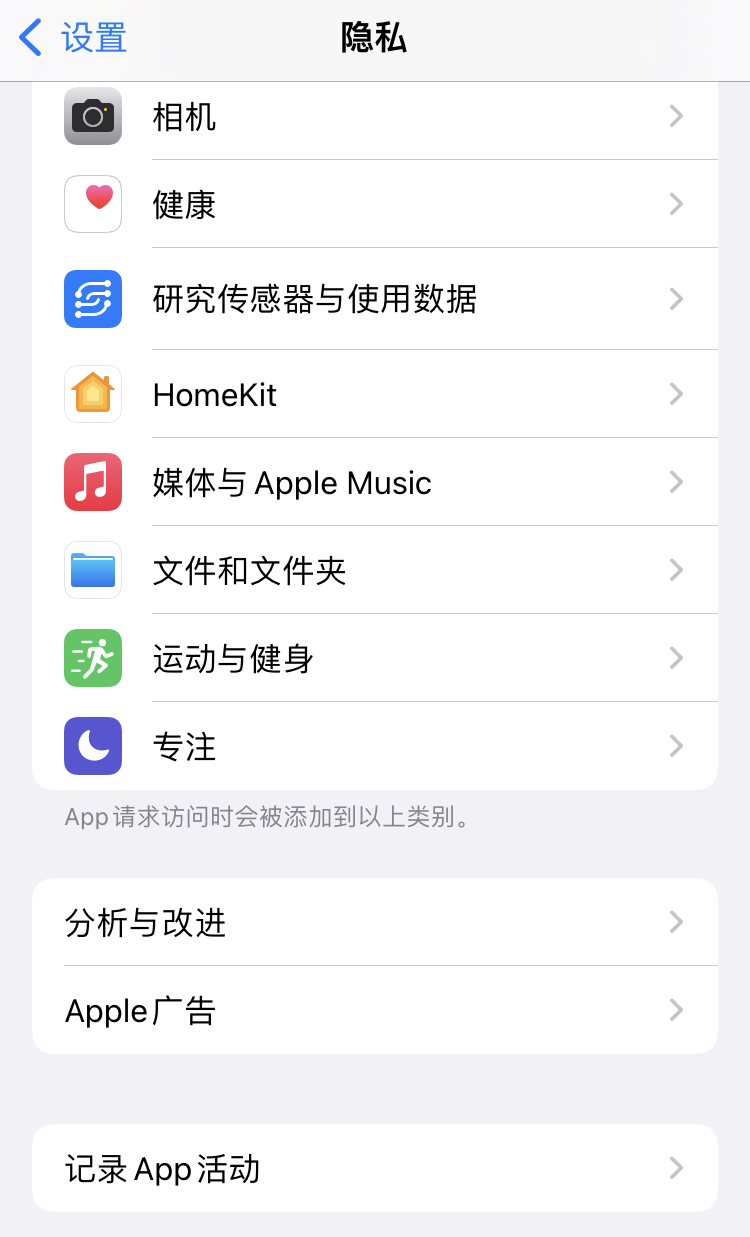 设置
隐私
相机
健康
研究传感器与使用数据
HomeKit
媒体与 Apple Music
文件和文件夹
运动与健身
专注
App请求访问时会被添加到以上类别。
分析与改进
Apple广告
记录 App 活动